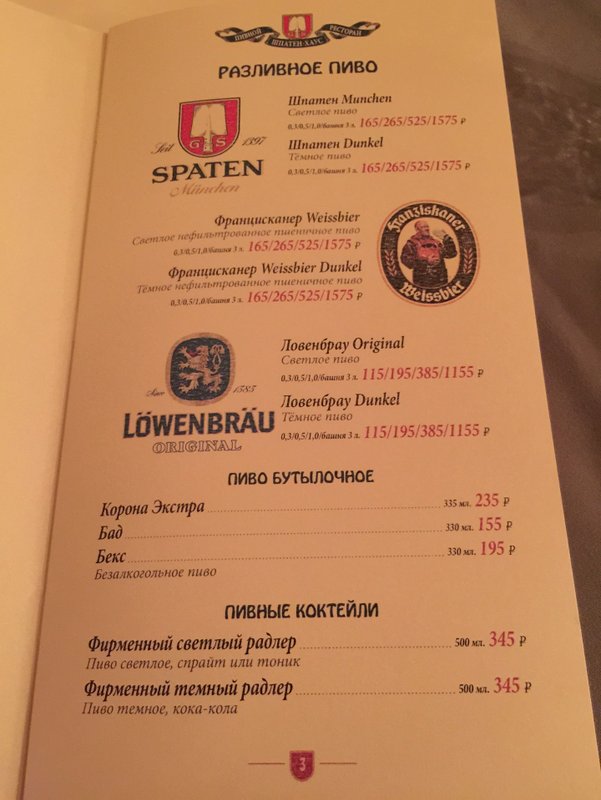 ПИВНОЙ РЕСТОРАН
ШПАТЕН-ХАУС
РАЗЛИВНОЕ ПИВО
G S
Seit 1397
SPATEN
München
Шпатен Munchen
Светлое пиво
0,3/0,5/1,0/башня 3 л. 165/265/525/1575 ₽
Шпатен Dunkel
Тёмное пиво
0,3/0,5/1,0/башня 3 л. 165/265/525/1575 ₽
Францисканер Weissbier
Светлое нефильтрованное пшеничное пиво
0,3/0,5/1,0/башня 3 л. 165/265/525/1575 ₽
Францисканер Weissbier Dunkel
Тёмное нефильтрованное пшеничное пиво
0,3/0,5/1,0/башня 3 л. 165/265/525/1575 ₽
Franziskaner
Weissbier
Since 1383
LÖWENBRÄU
ORIGINAL
Ловенбрау Original
Светлое пиво
0,3/0,5/1,0/башня 3 л. 115/195/385/1155 ₽
Ловенбрау Dunkel
Тёмное пиво
0,3/0,5/1,0/башня 3 л. 115/195/385/1155 ₽
ПИВО БУТЫЛОЧНОЕ
Корона Экстра 335 мл. 235 ₽
Бад 330 мл. 155 ₽
Бекс 330 мл. 195 ₽
Безалкогольное пиво
ПИВНЫЕ КОКТЕЙЛИ
Фирменный светлый радлер 500 мл. 345 ₽
Пиво светлое, спрайт или тоник
Фирменный темный радлер 500 мл. 345 ₽
Пиво темное, кока-кола
3